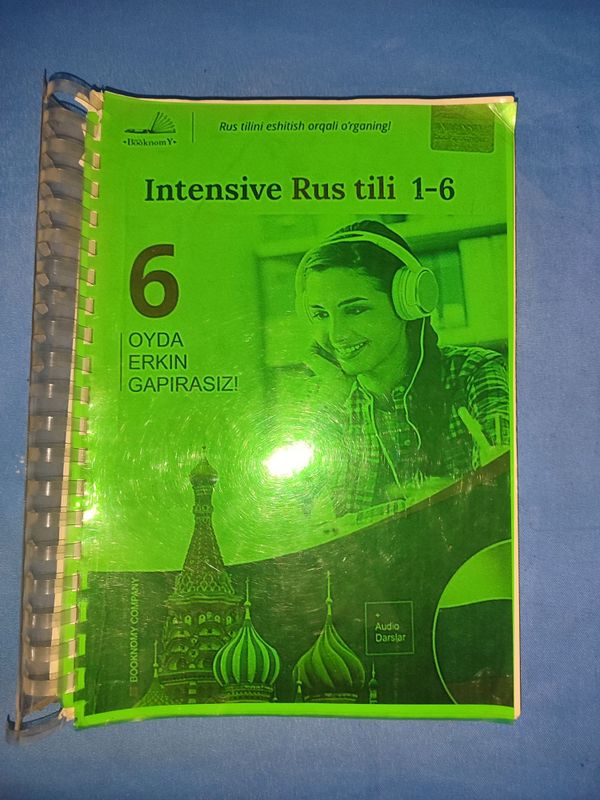 BooknomY
Rus tilini eshitish orqali o'rganing!
Intensive Rus tili 1-6
6
OYDA
ERKIN
GAPIRASIZ!
BOOKNOMY COMPANY
+
Audio
Darslar